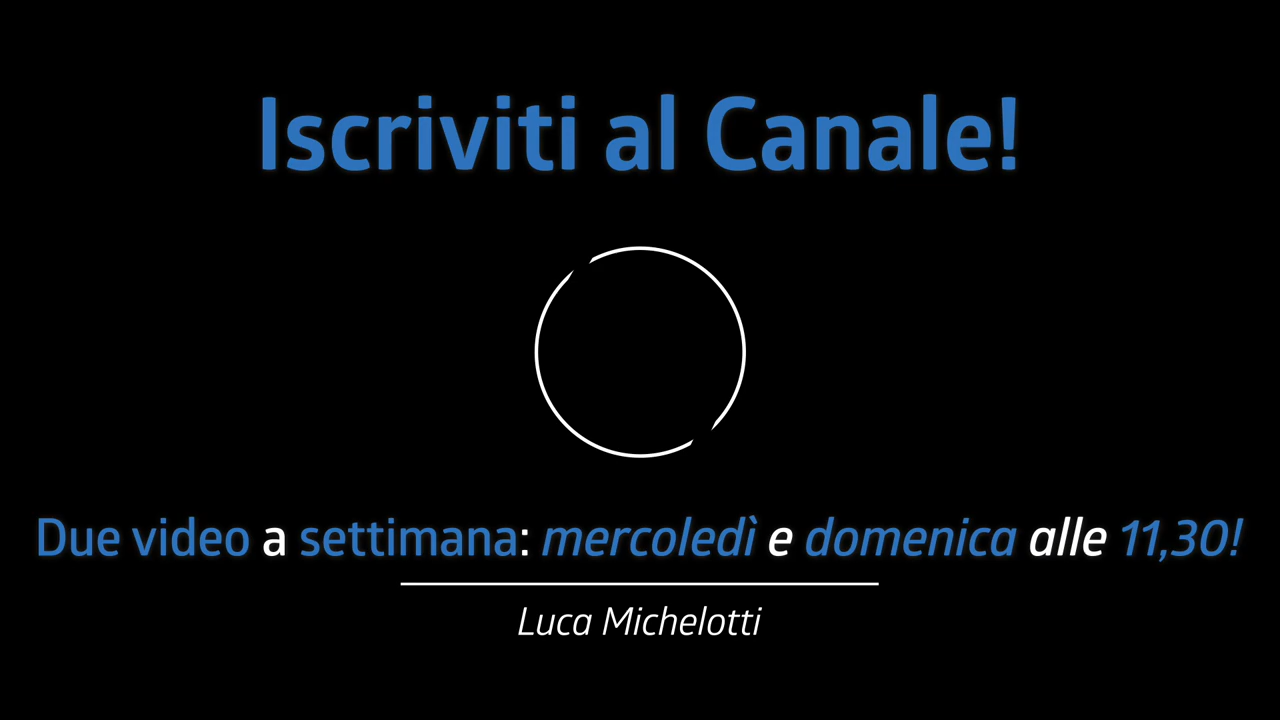 Iscriviti al Canale!
Due video a settimana: mercoledì e domenica alle 11,30!
Luca Michelotti